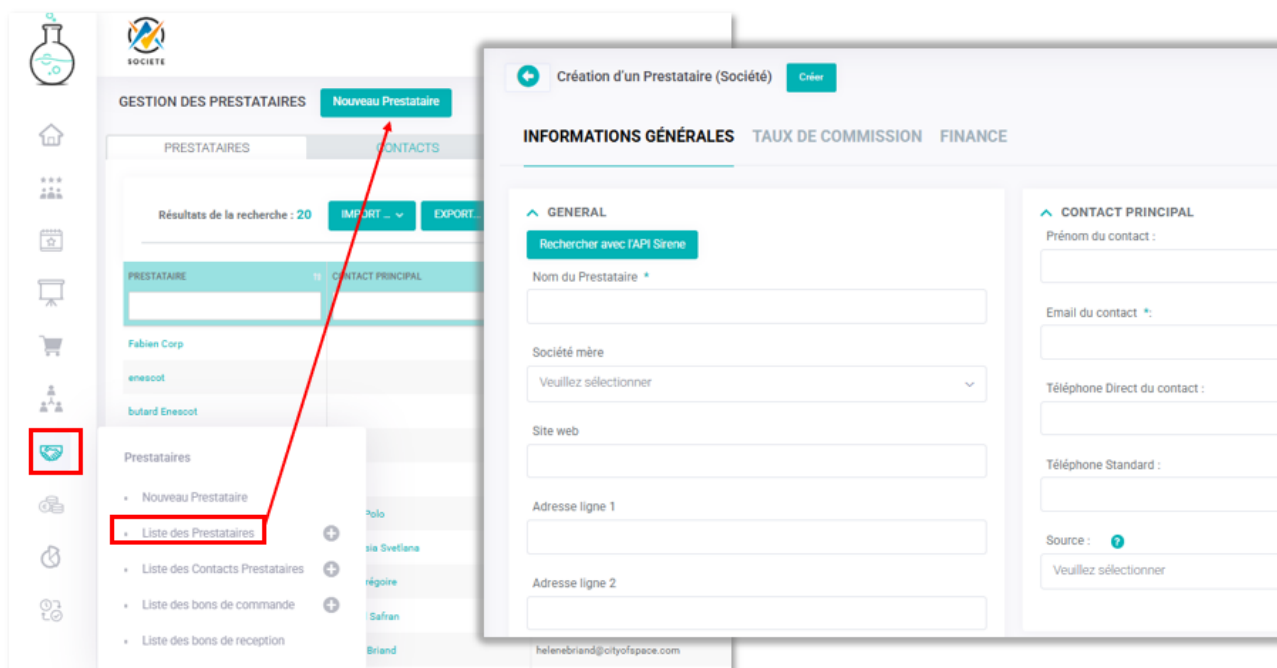 SOCIETE
GESTION DES PRESTATAIRES
Nouveau Prestataire
PRESTATAIRES
CONTACTS
Résultats de la recherche : 20
IMPORT ...
EXPORT...
PRESTATAIRE
CONTACT PRINCIPAL
Fabien Corp
enescot
butard Enescot
Polo
sia Svetlana
régoire
Safran
Briand
helenebriand@cityofspace.com
Prestataires
Nouveau Prestataire
Liste des Prestataires
Liste des Contacts Prestataires
Liste des bons de commande
Liste des bons de reception
Création d'un Prestataire (Société)
Créer
INFORMATIONS GÉNÉRALES
TAUX DE COMMISSION
FINANCE
GENERAL
Rechercher avec l'API Sirene
Nom du Prestataire *
Société mère
Veuillez sélectionner
Site web
Adresse ligne 1
Adresse ligne 2
CONTACT PRINCIPAL
Prénom du contact :
Email du contact *:
Téléphone Direct du contact :
Téléphone Standard :
Source : ?
Veuillez sélectionner